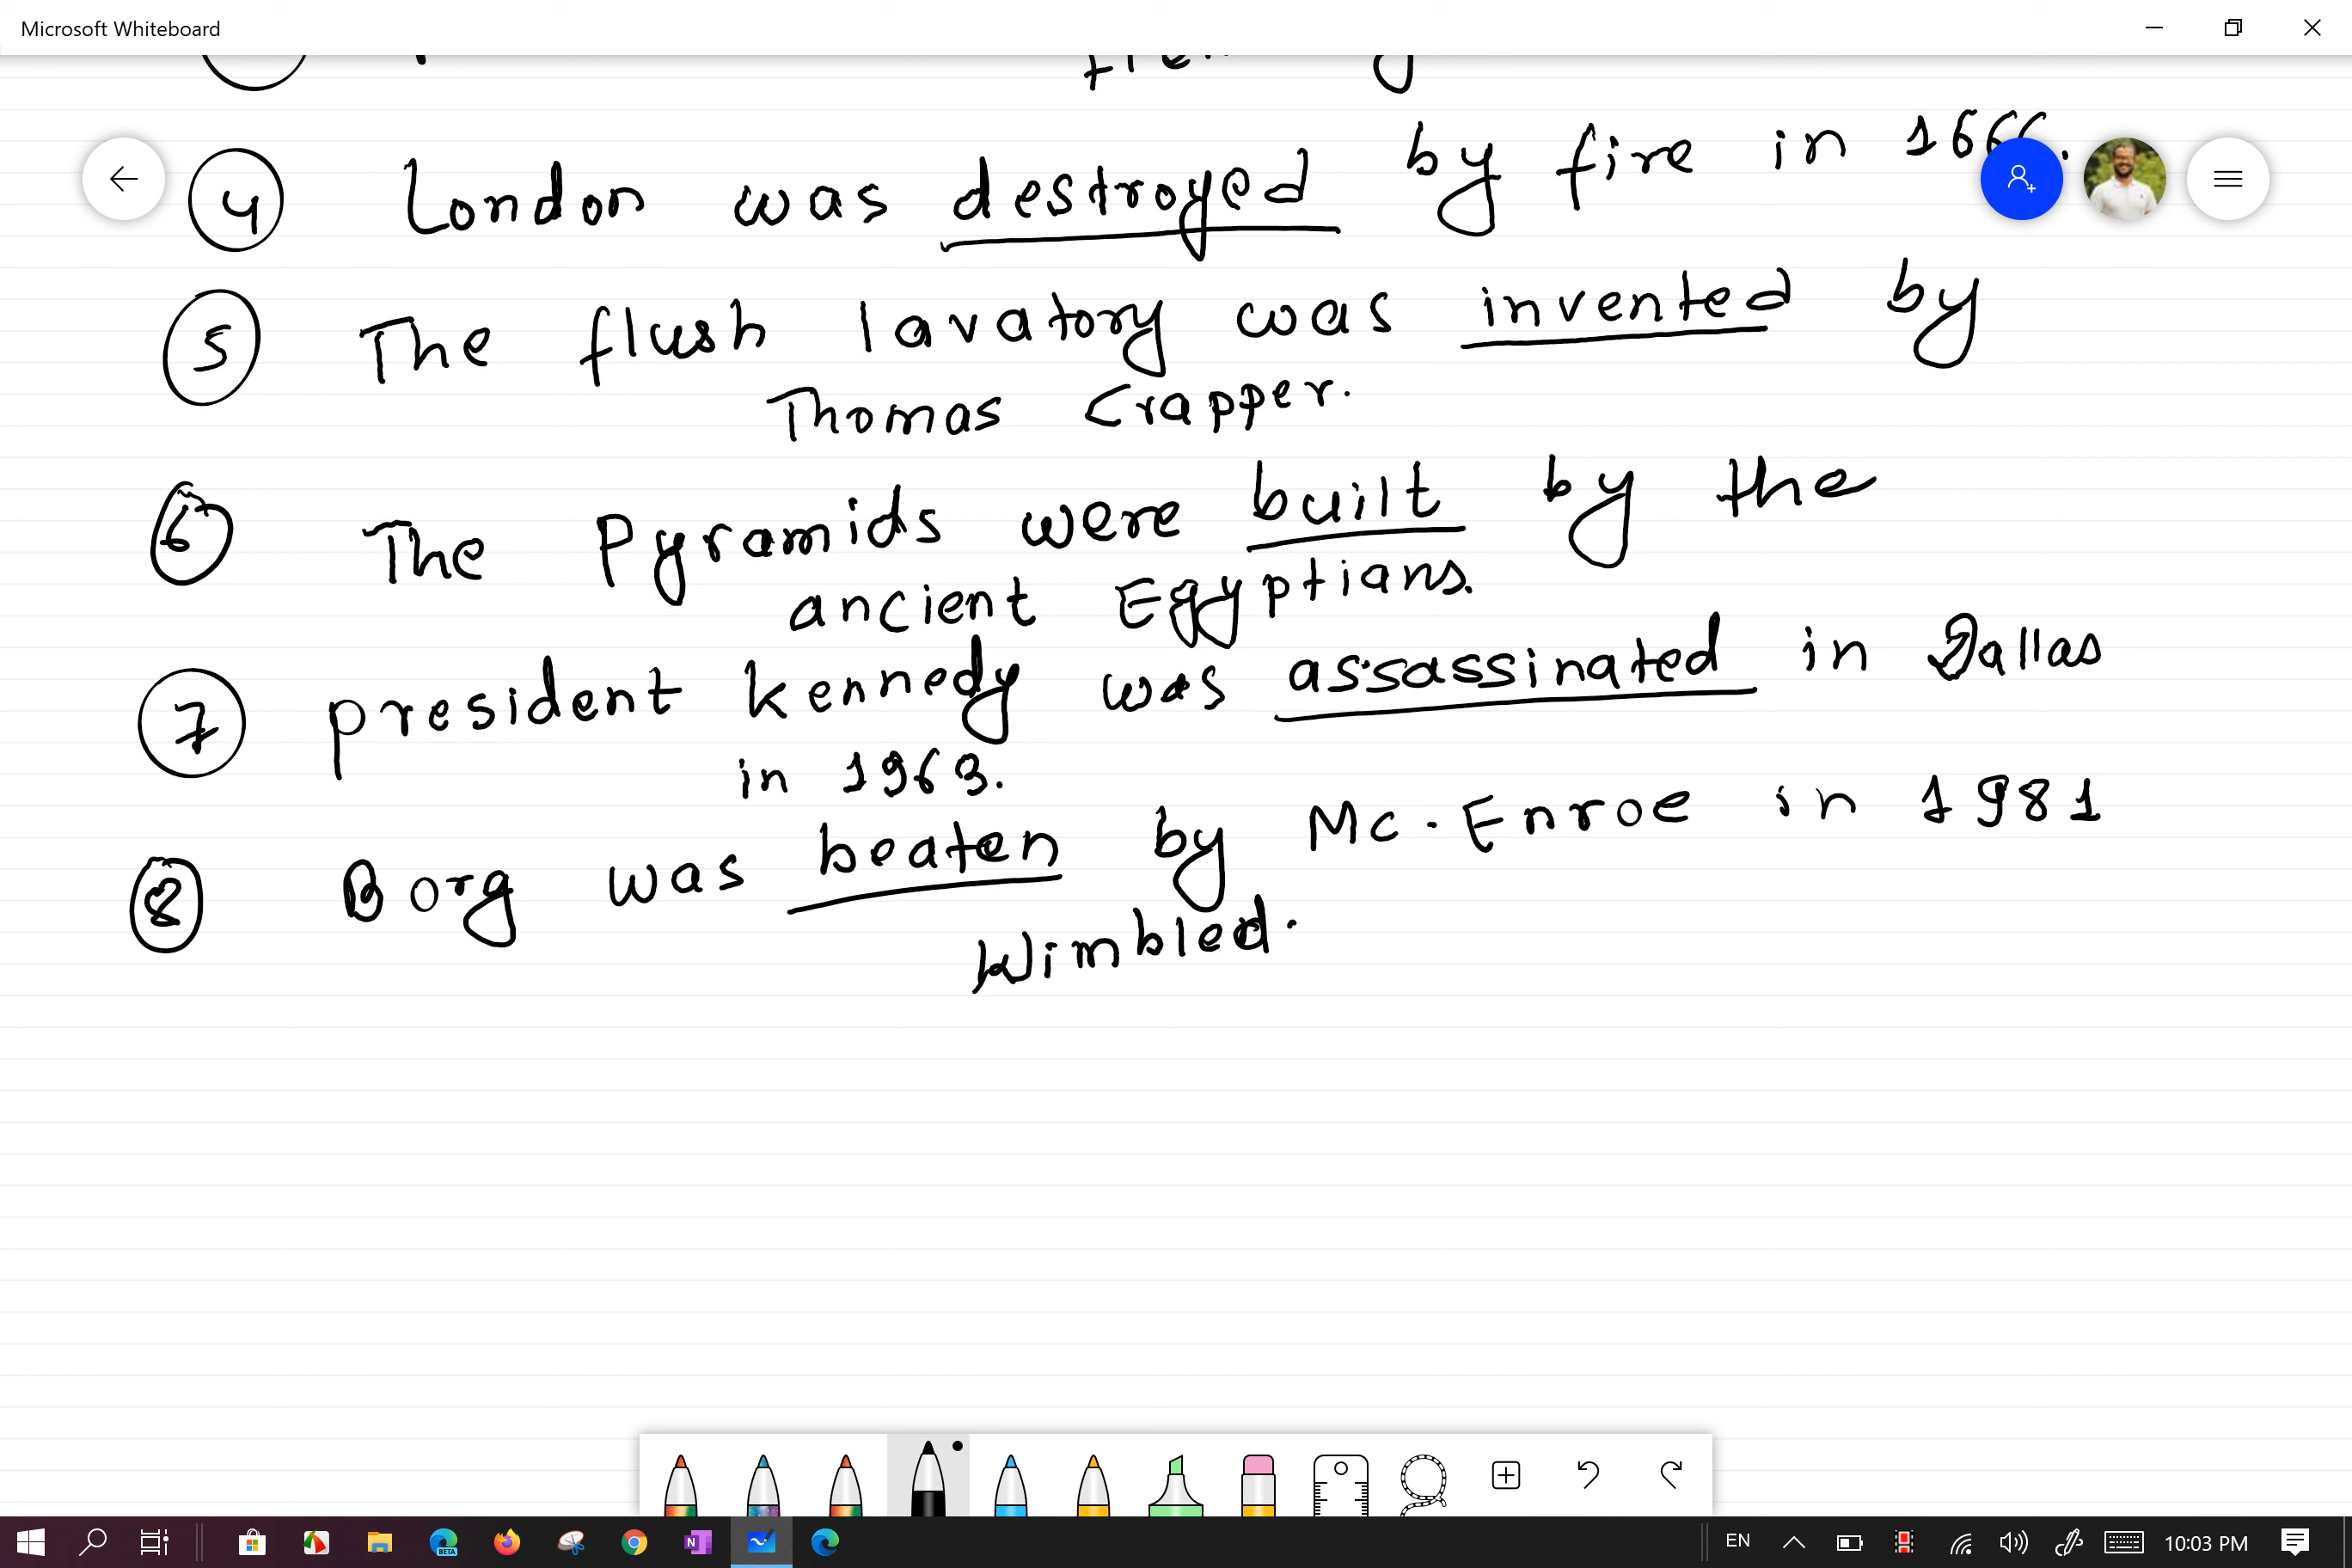 Microsoft Whiteboard
4 London was destroyed by fire in 1666.
5 The flush lavatory was invented by
Thomas Crapper.
6 The Pyramids were built by the
ancient Egyptians.
7 president kennedy was assassinated in Dallas
in 1963.
8 Borg was beaten by Mc-Enroe in 1981
Wimbled.
BETA
N
EN
10:03 PM